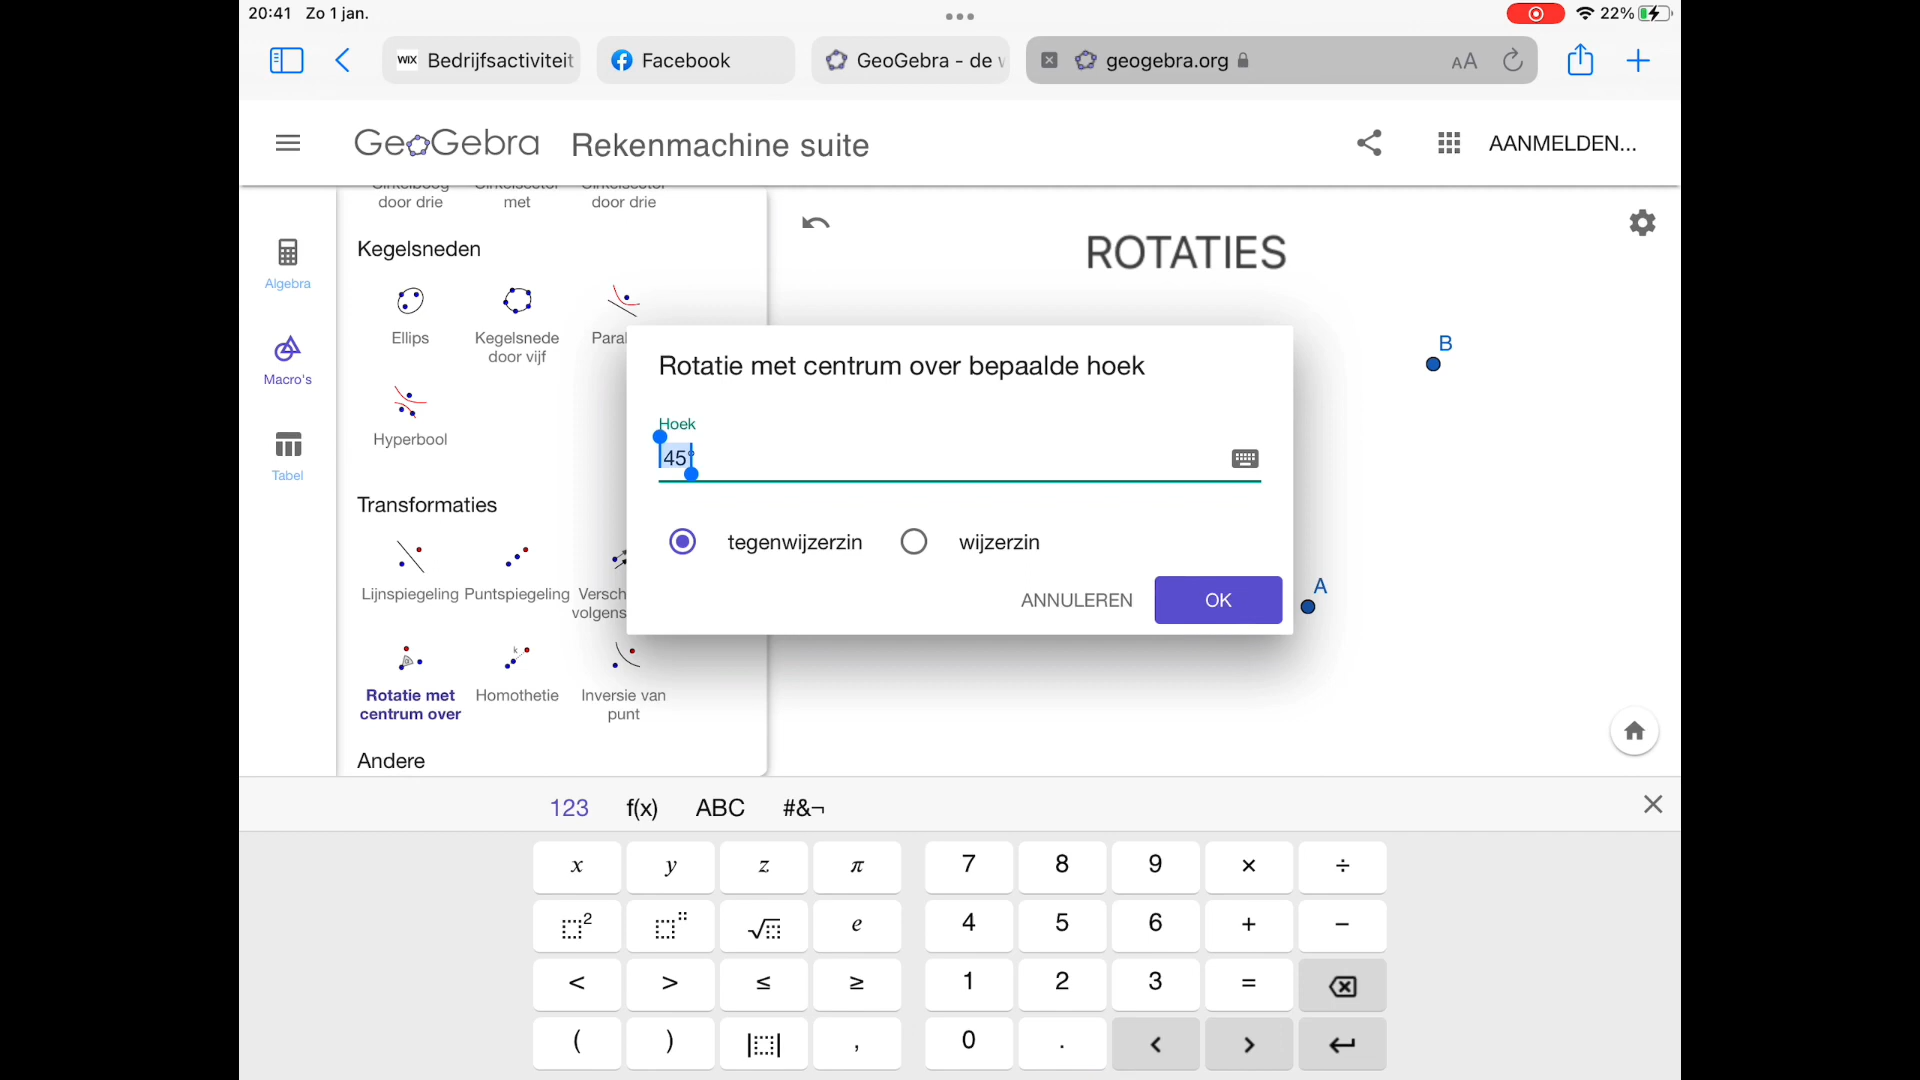 20:41 Zo 1 jan.
22%
WIX Bedrijfsactiviteit
Facebook
GeoGebra - de
geogebra.org
AA
GeoGebra Rekenmachine suite
AANMELDEN...
Algebra
Macro's
Tabel
door drie
met
door drie
Kegelsneden
Ellips
Kegelsnede
door vijf
Hyperbool
Transformaties
Lijnspiegeling
Puntspiegeling
Rotatie met
centrum over
k
Homothetie
Inversie van
punt
Andere
ROTATIES
B
A
Rotatie met centrum over bepaalde hoek
Hoek
45°
tegenwijzerzin
wijzerzin
ANNULEREN
OK
123 f(x) ABC #&¬
x y z π 7 8 9 × ÷
2 √ e 4 5 6 + −
< > ≤ ≥ 1 2 3 =
( ) | | , 0 . < >